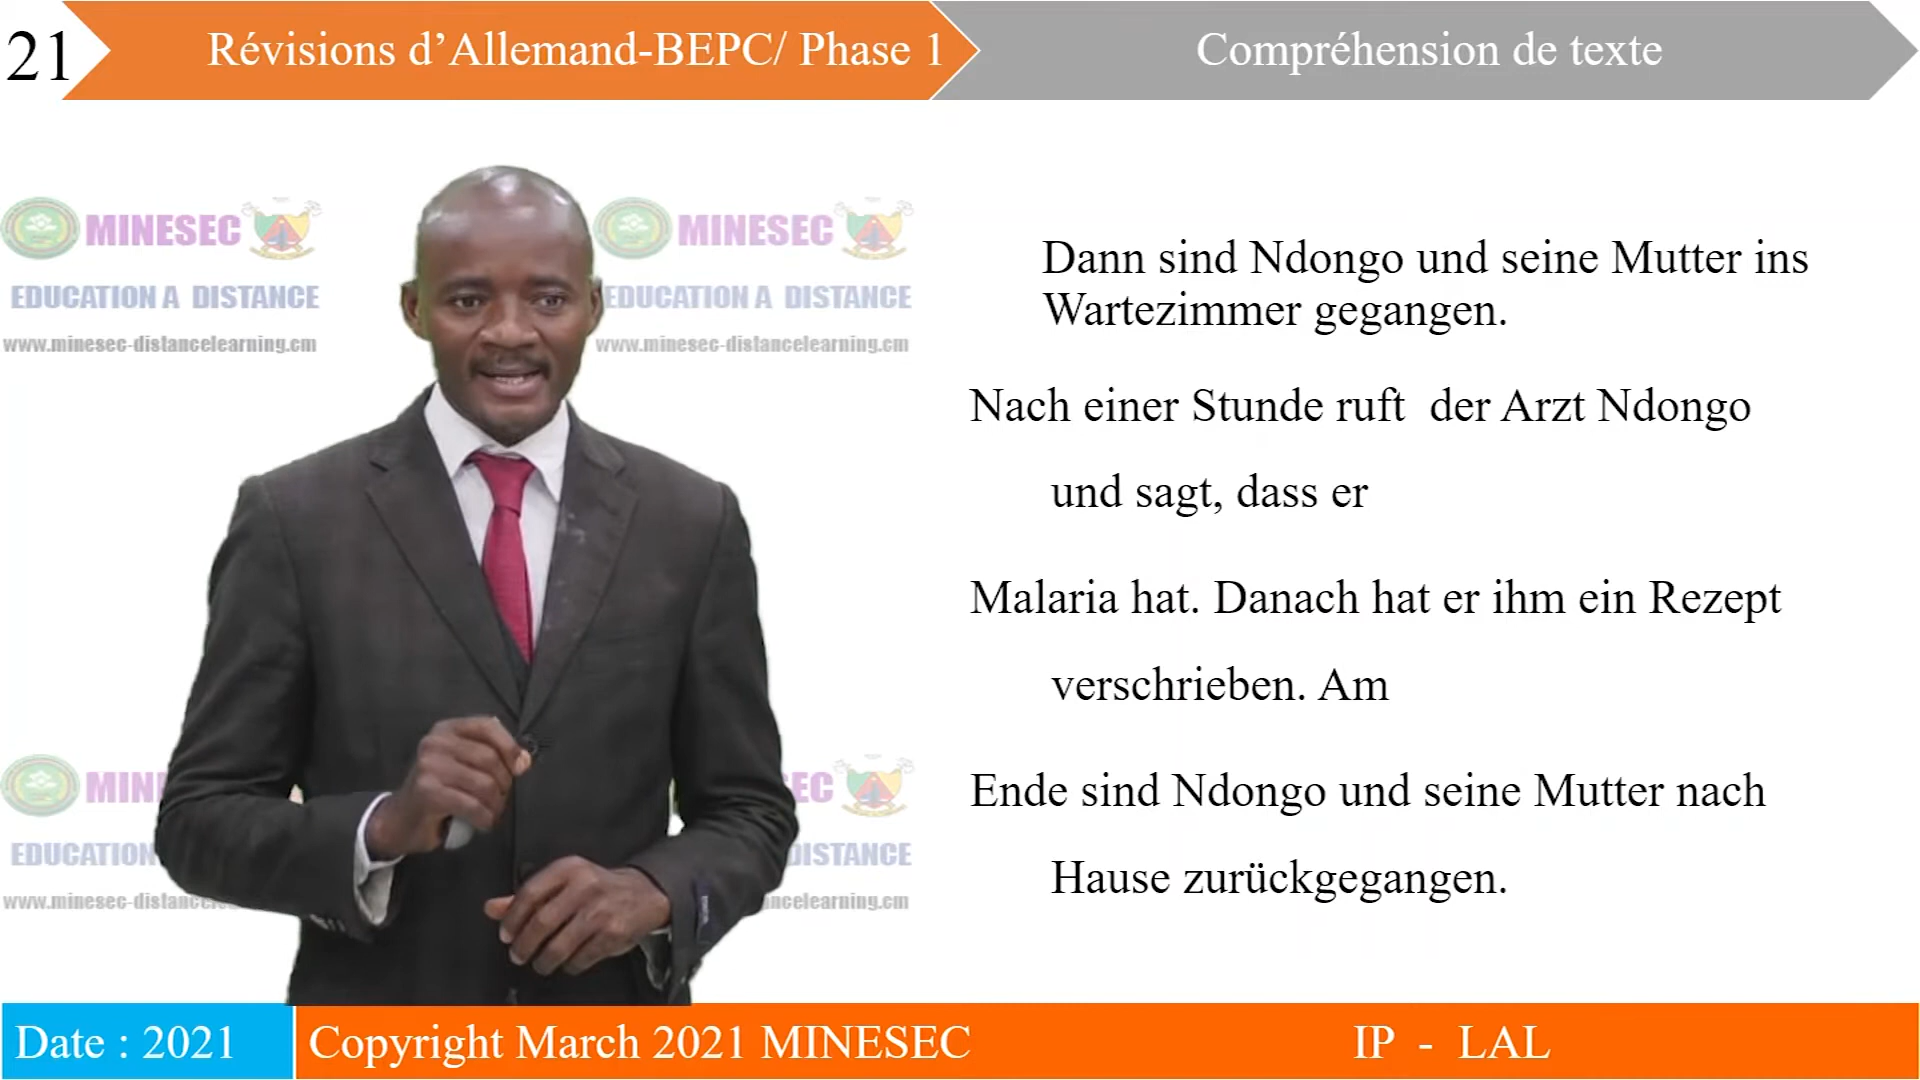 21
Révisions d’Allemand-BEPC/ Phase 1
Compréhension de texte
MINESEC
EDUCATION A DISTANCE
www.minesec-distancelearning.cm
MINESEC
EDUCATION A DISTANCE
www.minesec-distancelearning.cm
Dann sind Ndongo und seine Mutter ins
Wartezimmer gegangen.
Nach einer Stunde ruft der Arzt Ndongo
und sagt, dass er
Malaria hat. Danach hat er ihm ein Rezept
verschrieben. Am
Ende sind Ndongo und seine Mutter nach
Hause zurückgegangen.
Date : 2021
Copyright March 2021 MINESEC
IP - LAL